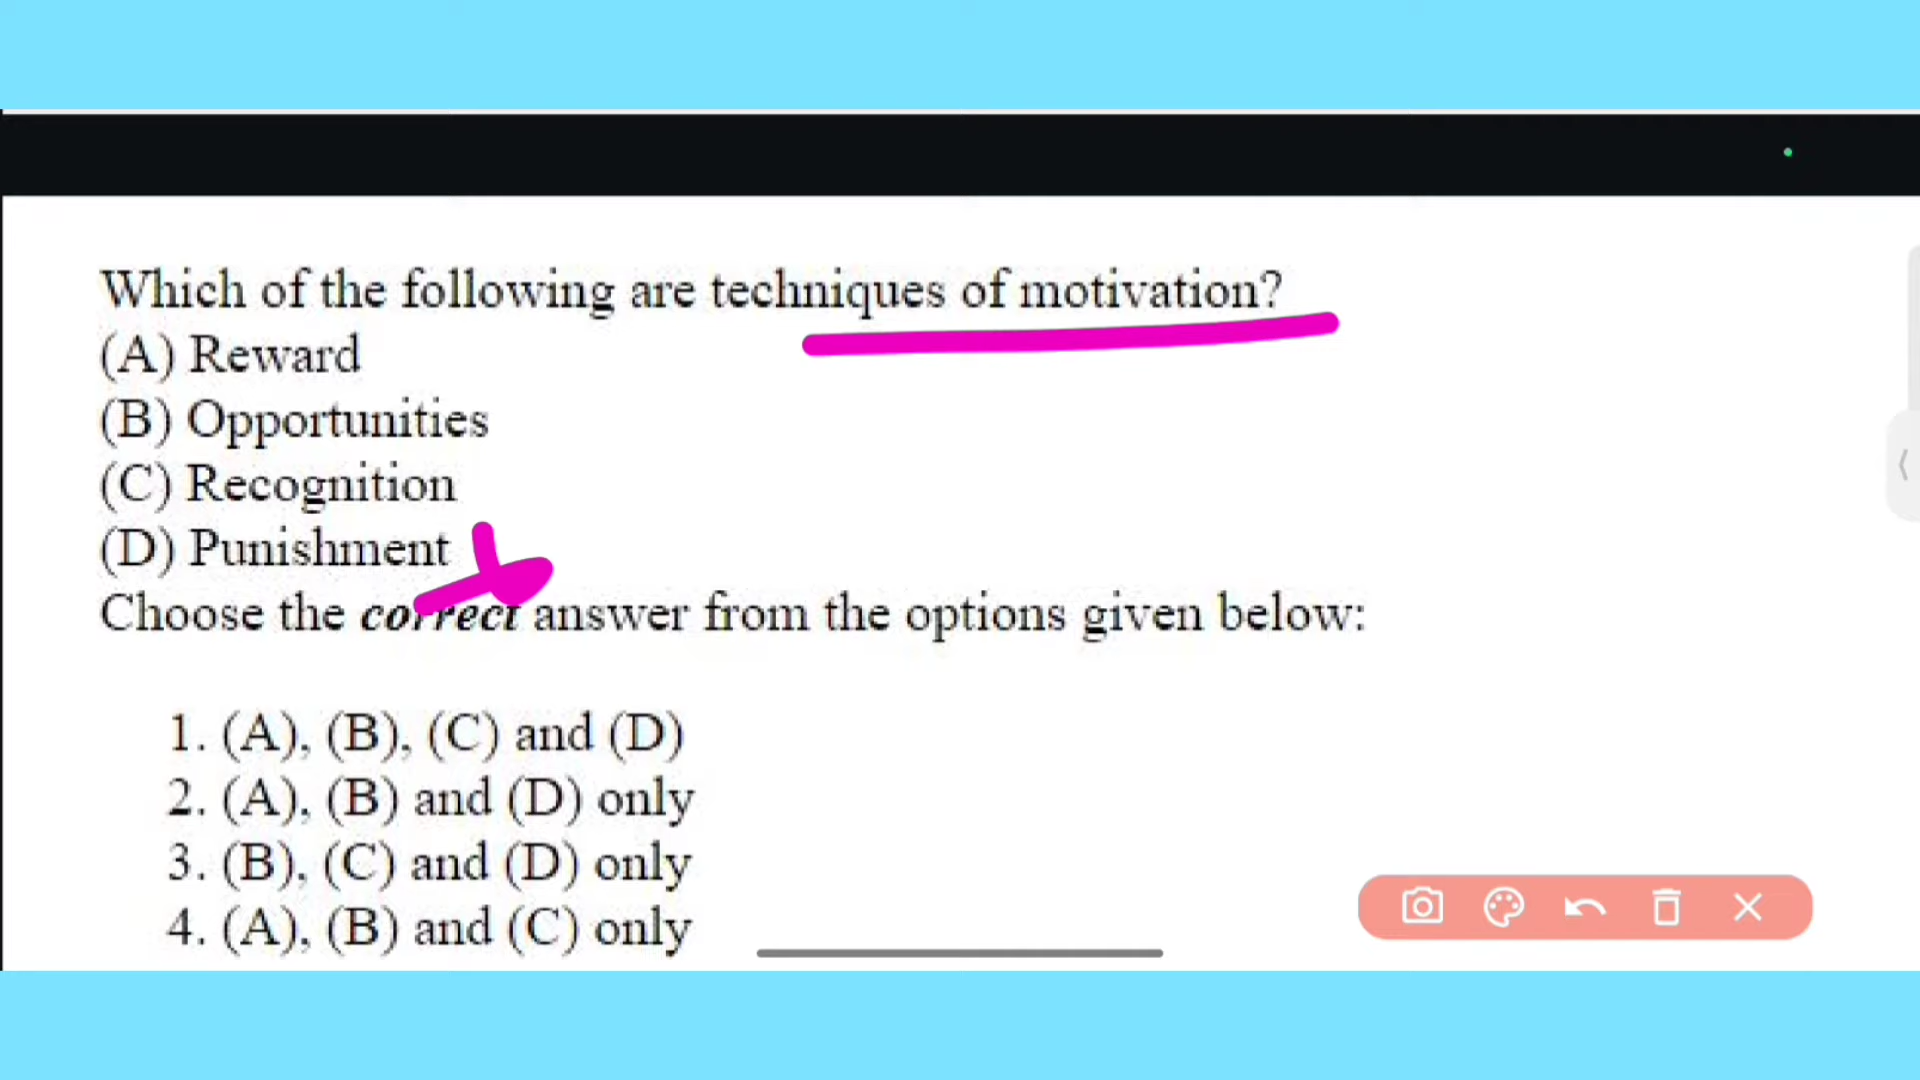 Which of the following are techniques of motivation?
(A) Reward
(B) Opportunities
(C) Recognition
(D) Punishment
Choose the correct answer from the options given below:
1. (A), (B), (C) and (D)
2. (A), (B) and (D) only
3. (B), (C) and (D) only
4. (A), (B) and (C) only